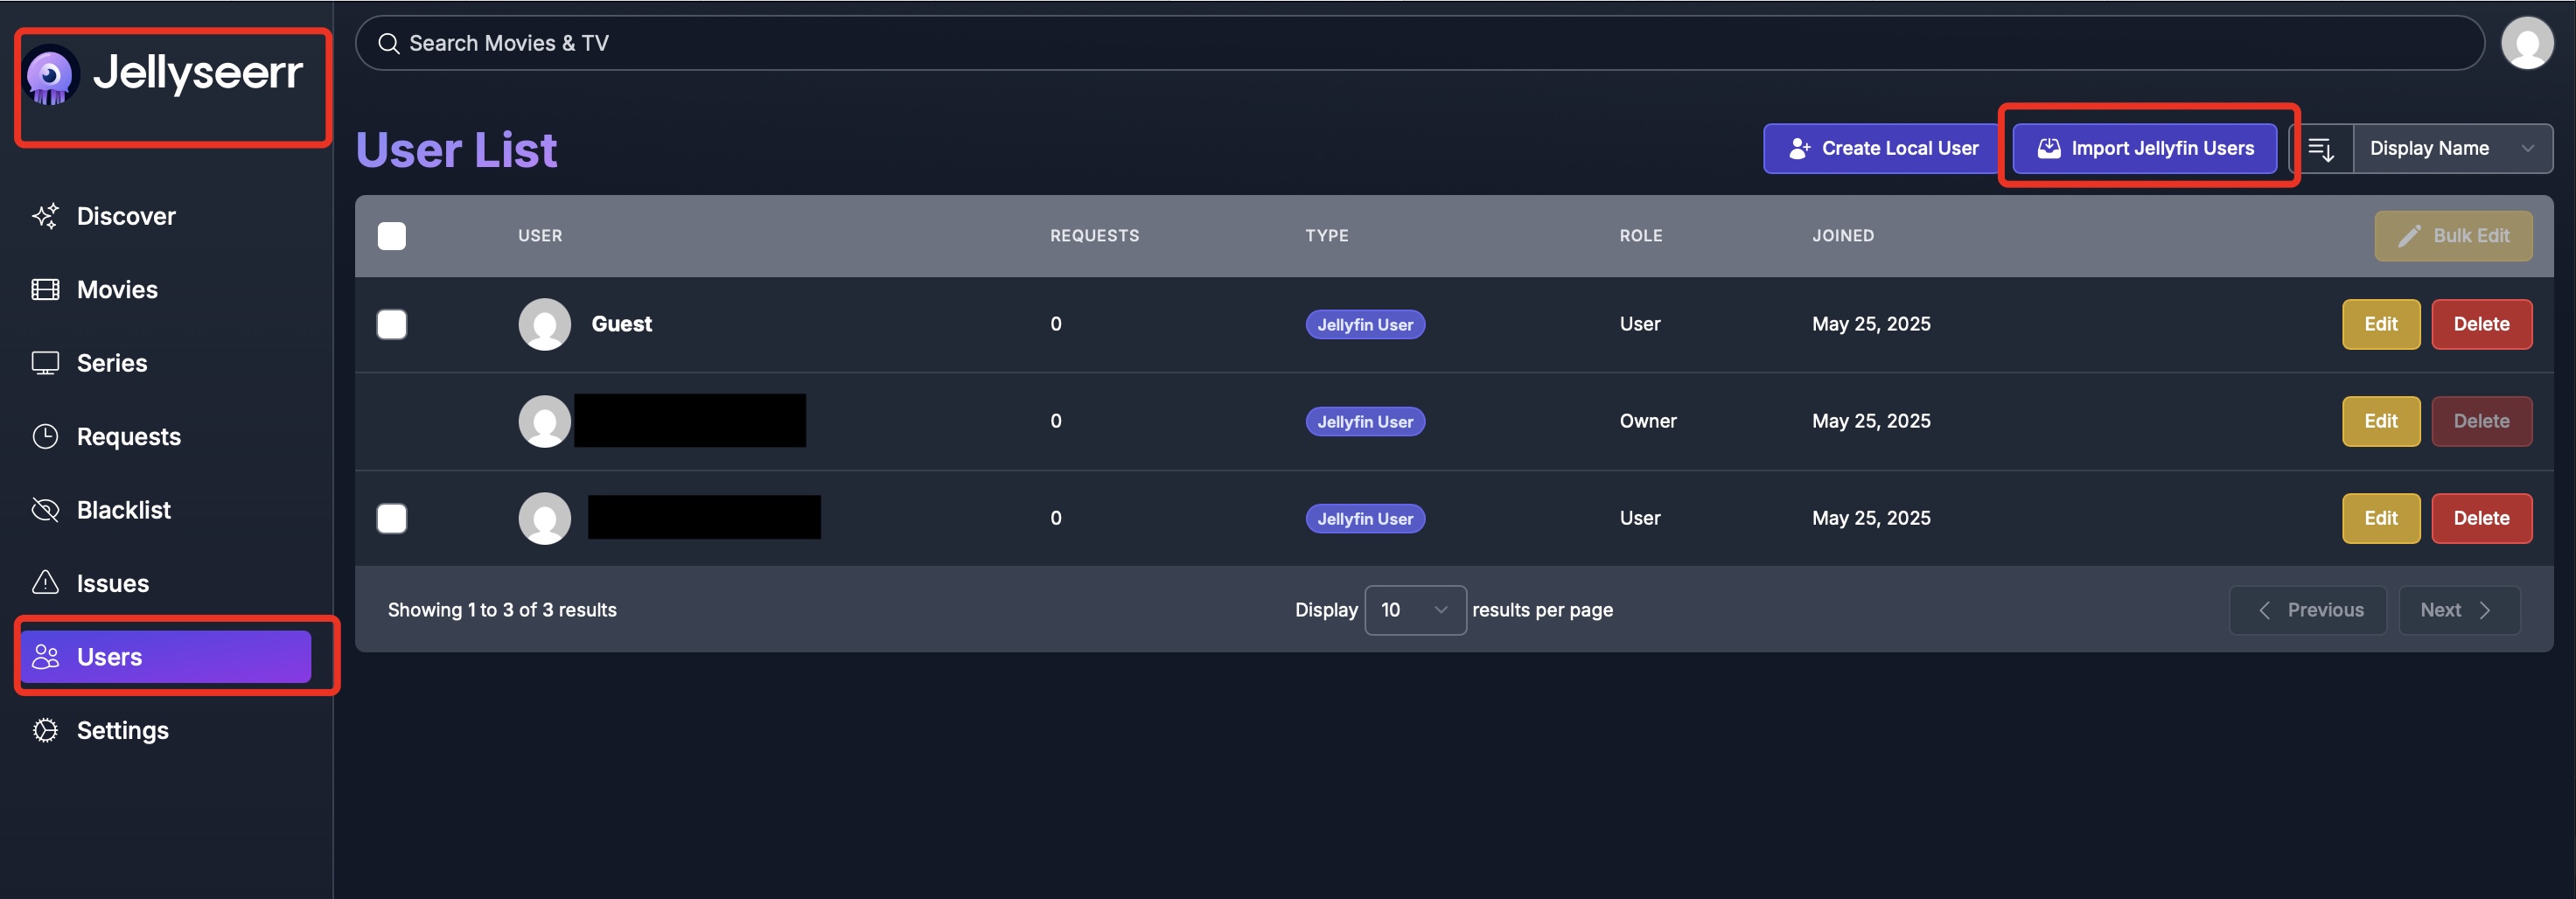 Jellyseerr
Search Movies & TV
Discover
Movies
Series
Requests
Blacklist
Issues
Users
Settings
User List
Create Local User
Import Jellyfin Users
Display Name
USER REQUESTS TYPE ROLE JOINED Bulk Edit
Guest 0 Jellyfin User User May 25, 2025 Edit Delete
0 Jellyfin User Owner May 25, 2025 Edit Delete
0 Jellyfin User User May 25, 2025 Edit Delete
Showing 1 to 3 of 3 results Display 10 results per page Previous Next